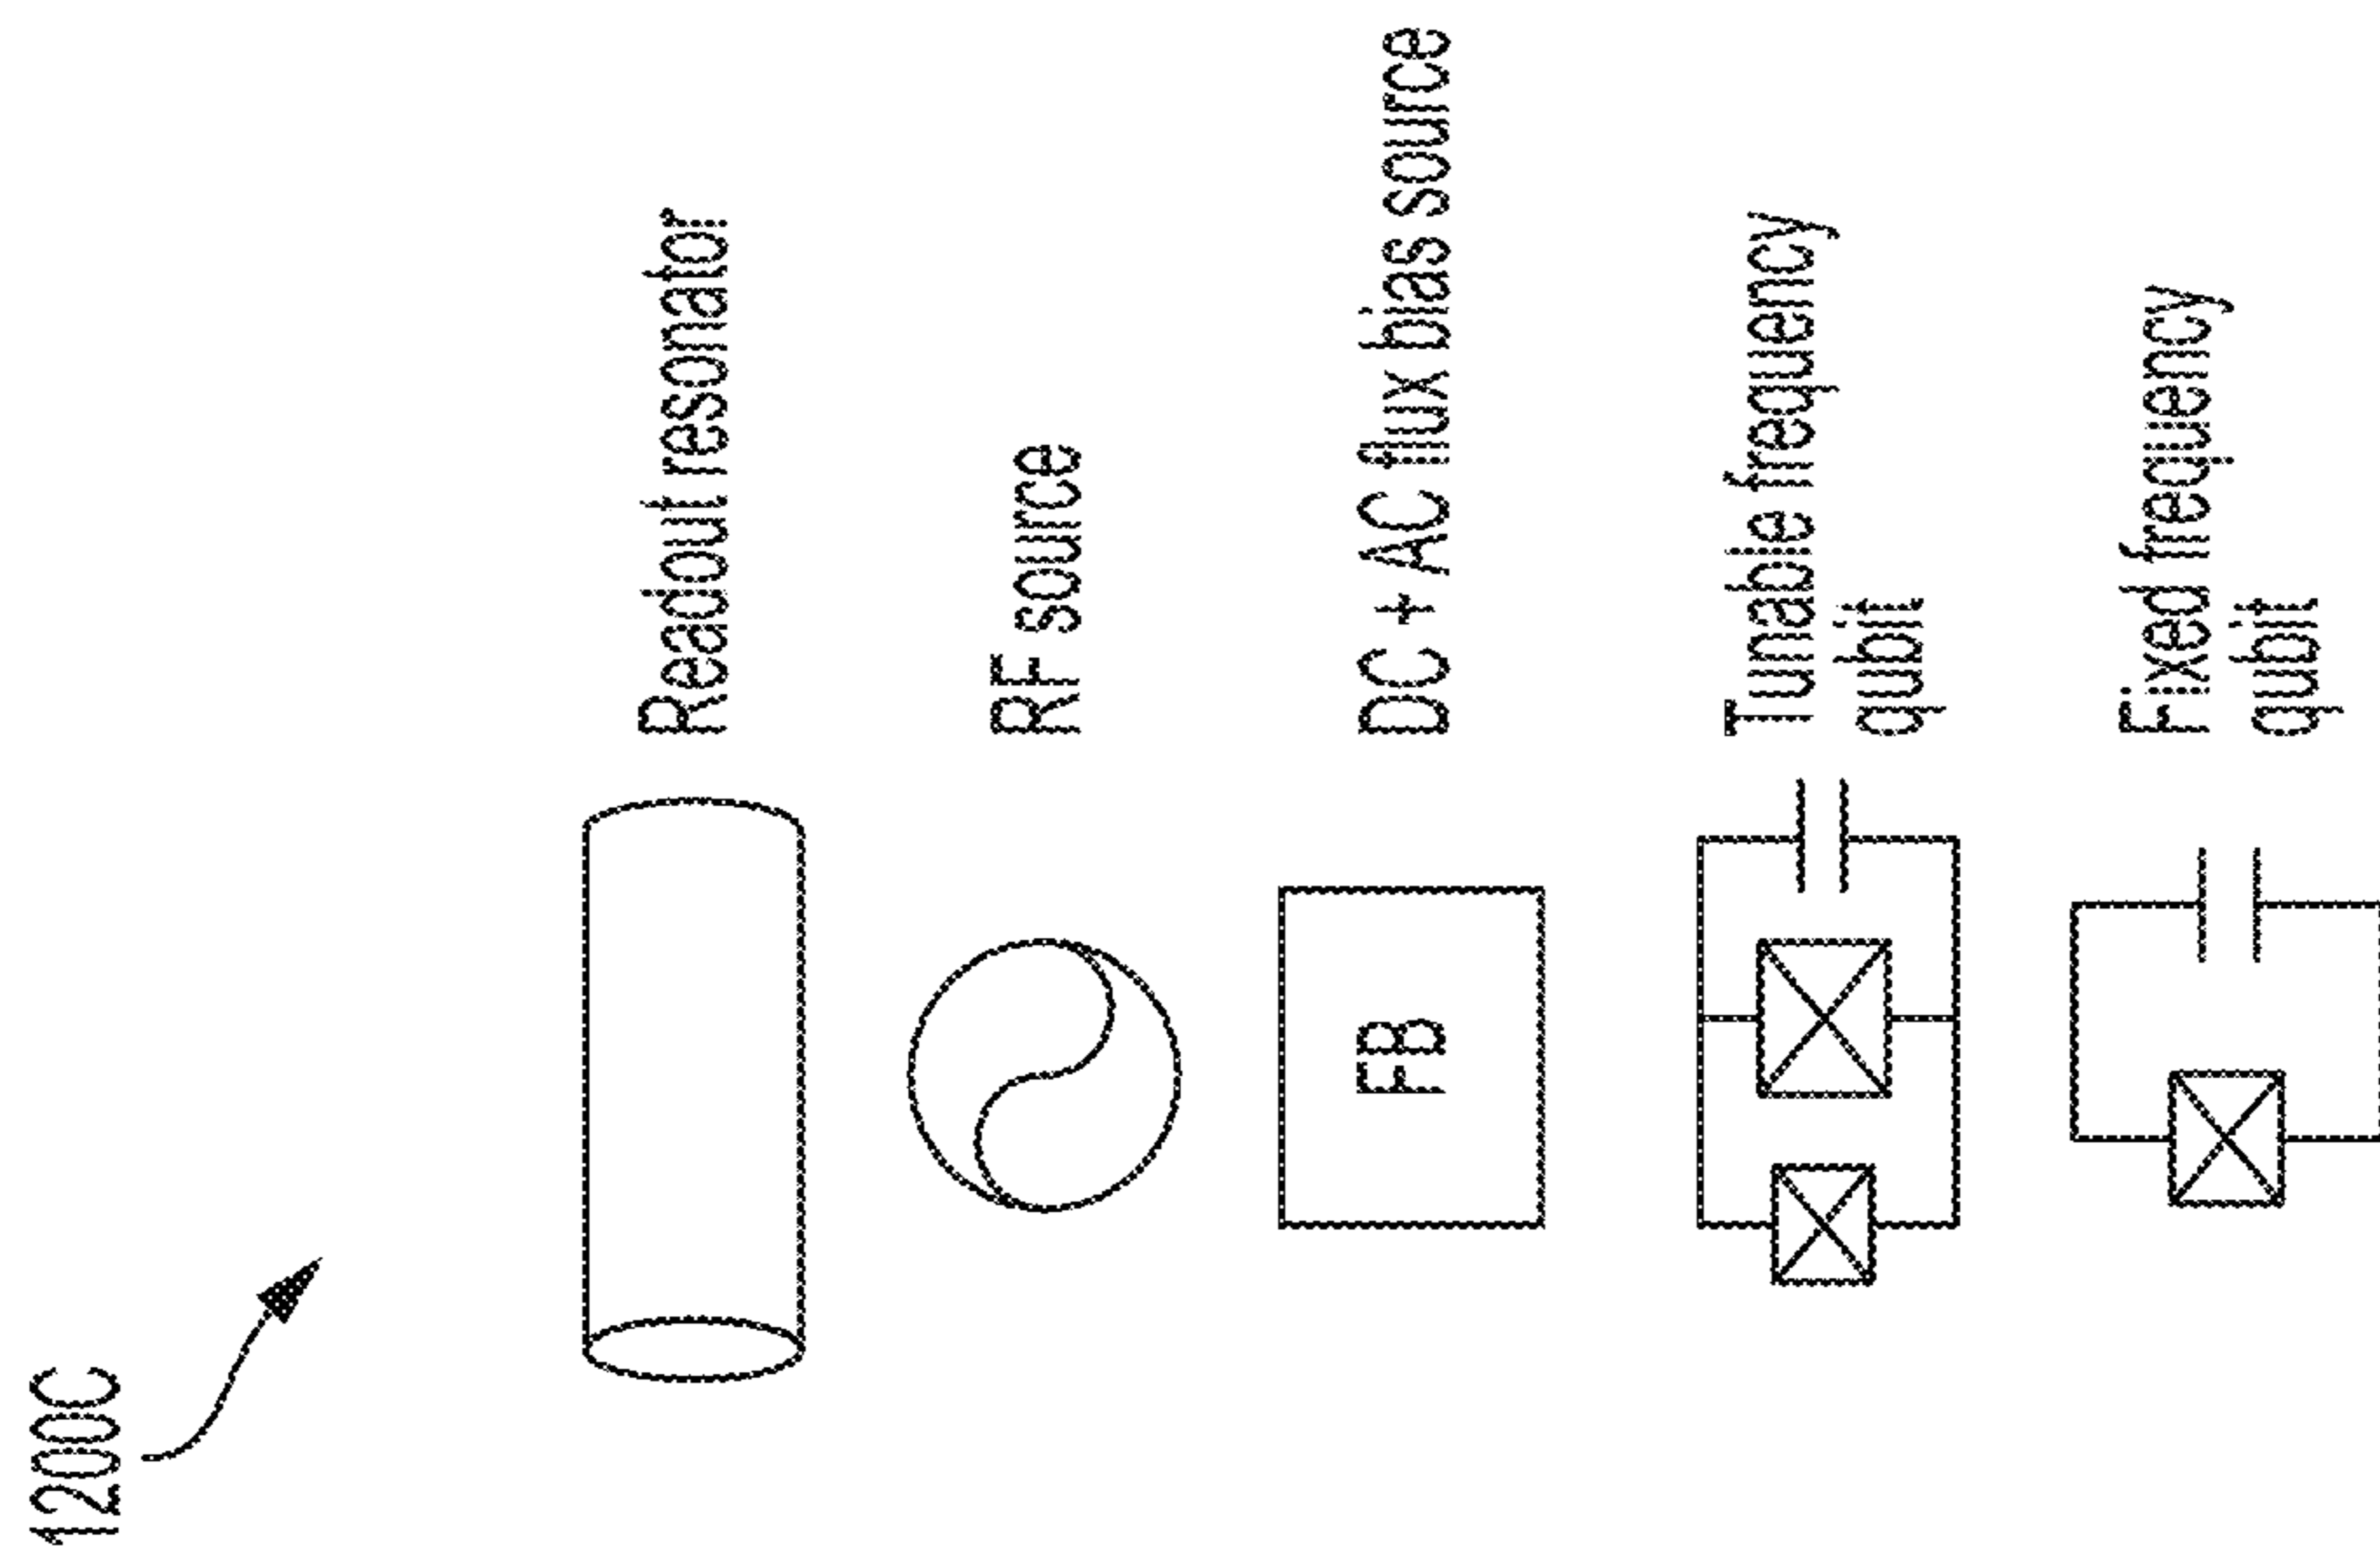 1200C
Readout resonator
RF source
FB
DC + AC flux bias source
Tunable frequency
qubit
Fixed frequency
qubit